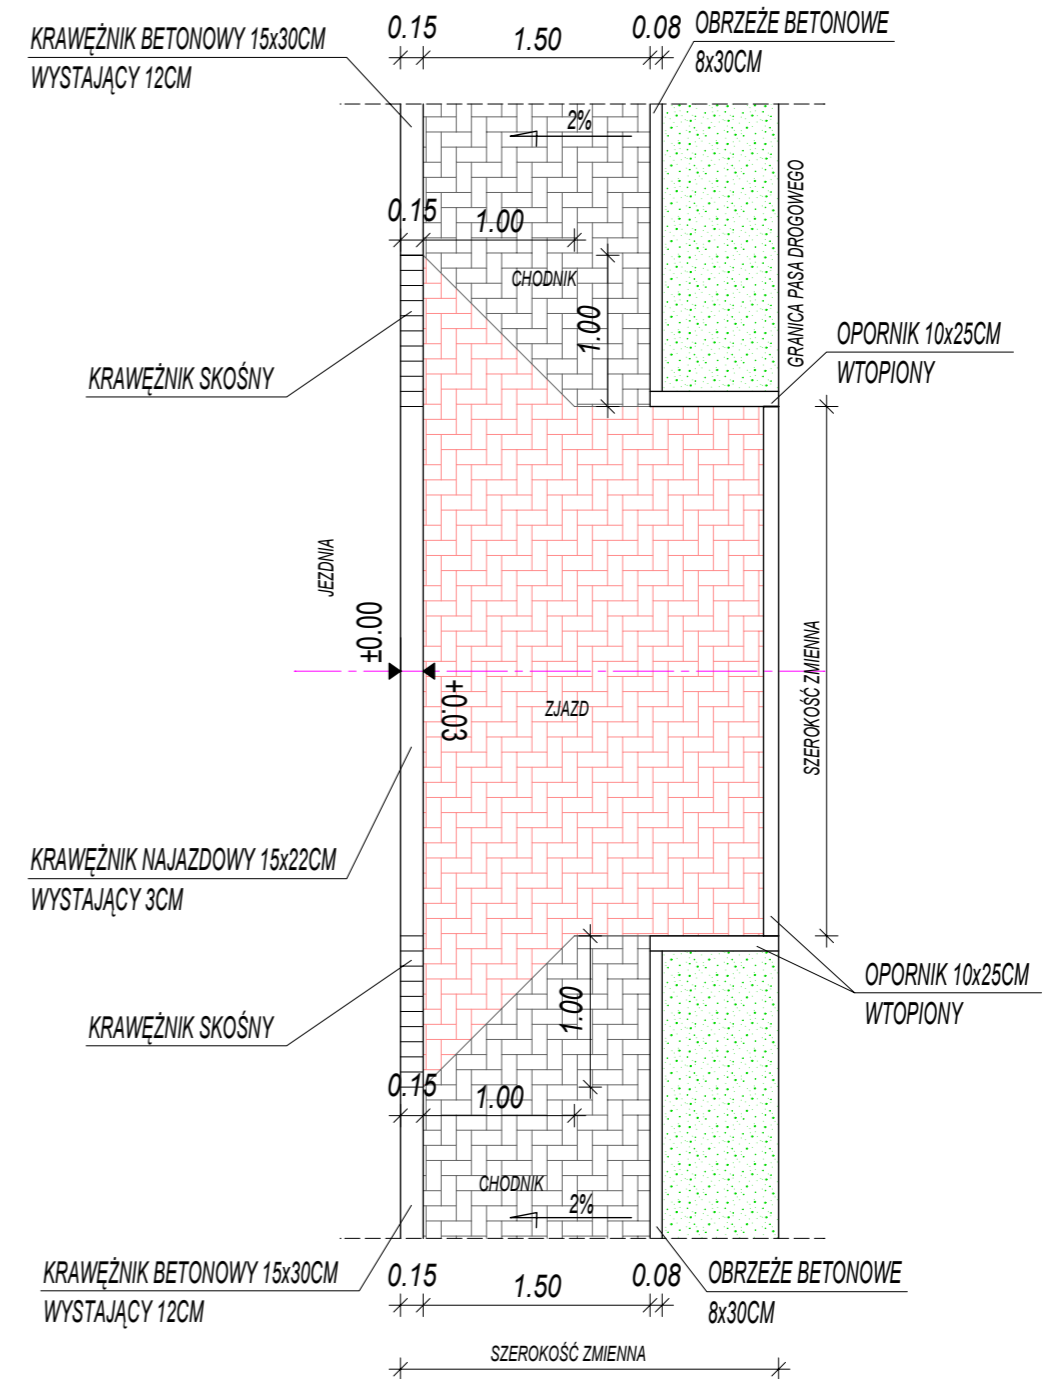 KRAWĘŻNIK BETONOWY 15x30CM
WYSTAJĄCY 12CM
0.15
1.50
0.08
OBRZEŻE BETONOWE
8x30CM
2%
0.15
1.00
CHODNIK
1.00
GRANICA PASA DROGOWEGO
OPORNIK 10x25CM
WTOPIONY
KRAWĘŻNIK SKOŚNY
JEZDNIA
±0.00
+0.03
ZJAZD
SZEROKOŚĆ ZMIENNA
KRAWĘŻNIK NAJAZDOWY 15x22CM
WYSTAJĄCY 3CM
OPORNIK 10x25CM
WTOPIONY
KRAWĘŻNIK SKOŚNY
1.00
0.15
1.00
CHODNIK
2%
KRAWĘŻNIK BETONOWY 15x30CM
WYSTAJĄCY 12CM
0.15
1.50
0.08
OBRZEŻE BETONOWE
8x30CM
SZEROKOŚĆ ZMIENNA